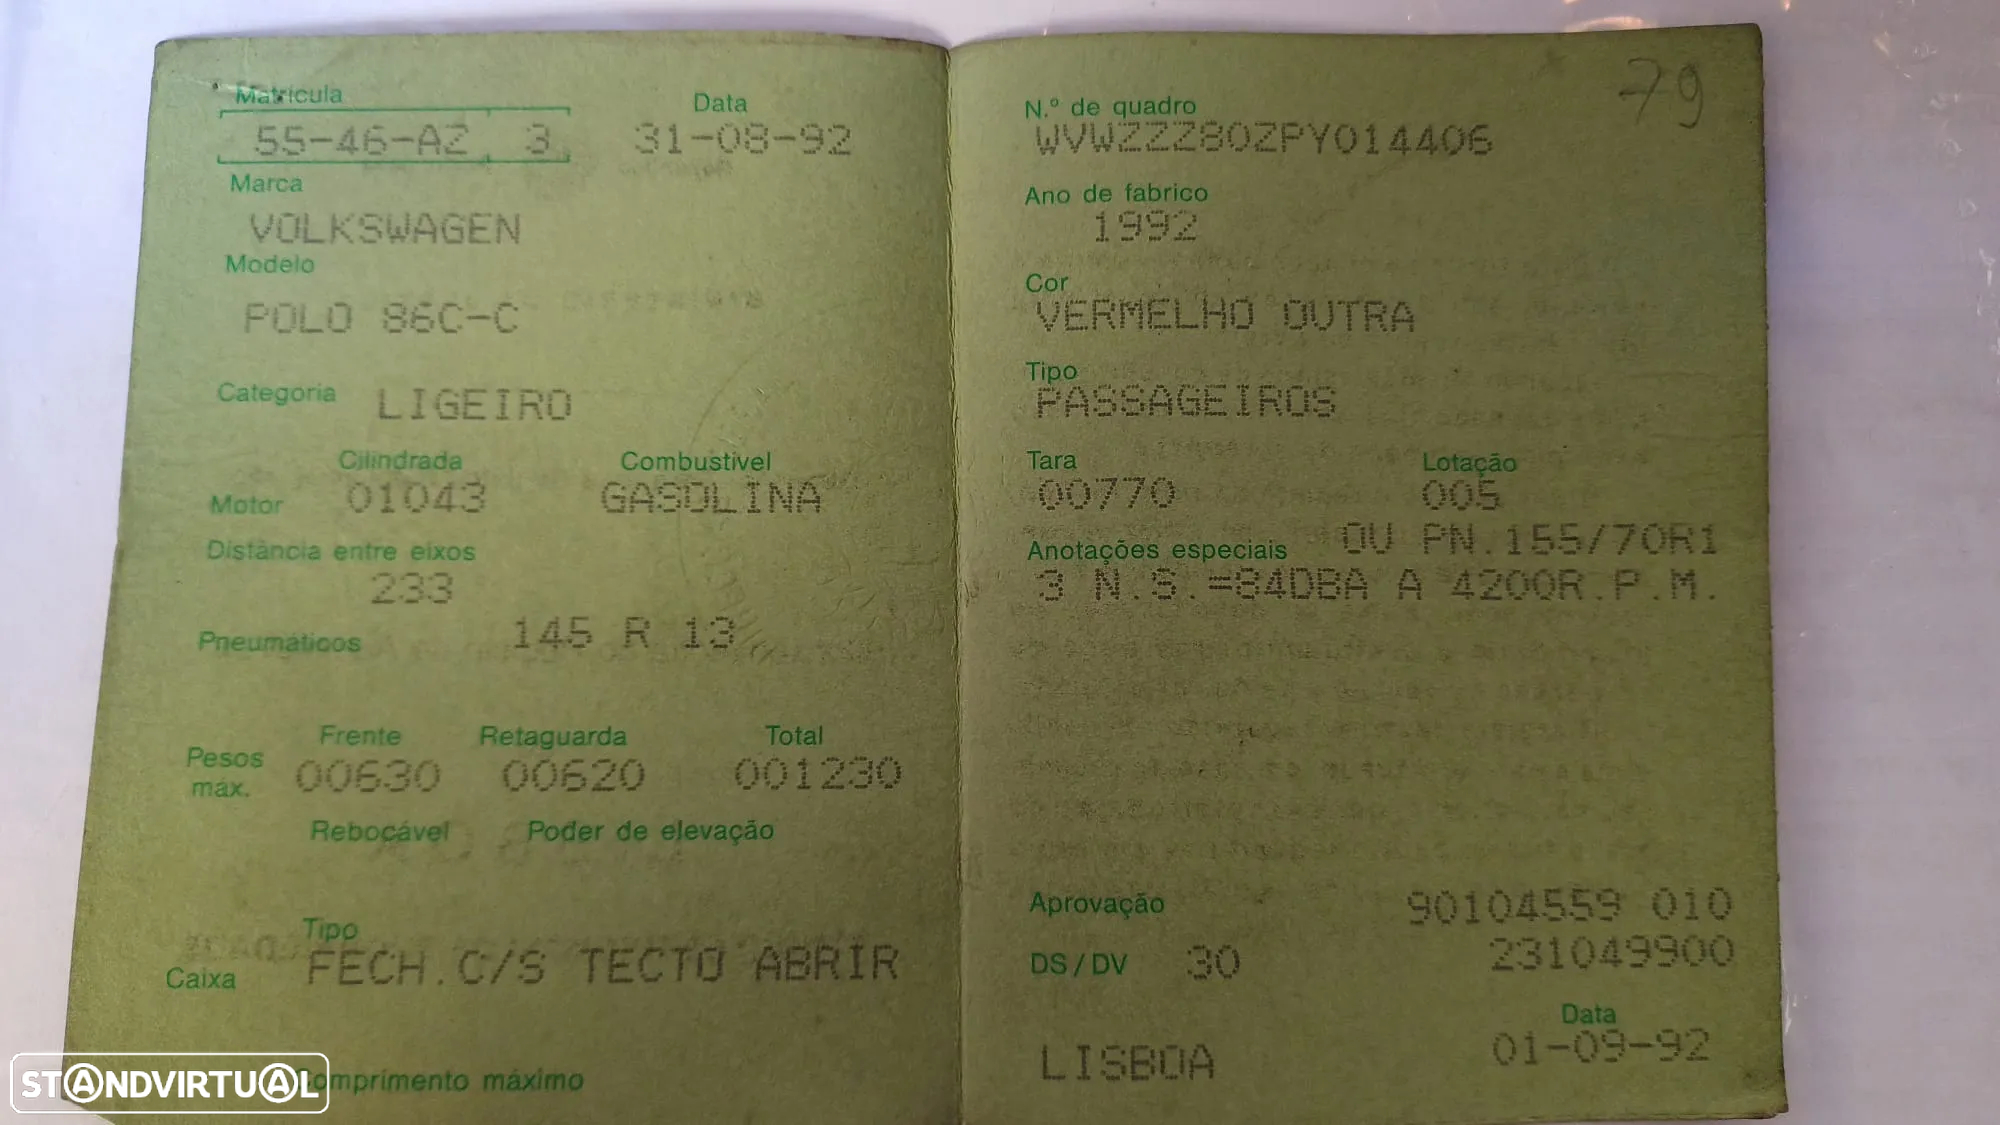 Matrícula
55-46-AZ 3
Data
31-08-92
Marca
VOLKSWAGEN
Modelo
POLO 86C-C
Categoria LIGEIRO
Cilindrada Combustível
Motor 01043 GASOLINA
Distância entre eixos
233
Pneumáticos 145 R 13
Frente Retaguarda Total
Pesos máx. 00630 00620 001230
Rebocável Poder de elevação
Tipo
Caixa FECH.C/S TECTO ABRIR
Comprimento máximo
79
N.º de quadro
WVWZZZ80ZPY014406
Ano de fabrico
1992
Cor
VERMELHO OUTRA
Tipo
PASSAGEIROS
Tara Lotação
00770 005
Anotações especiais OU PN.155/70R1
3 N.S.=84DBA A 4200R.P.M.
Aprovação 90104559 010
DS/DV 30 231049900
Data
LISBOA 01-09-92
STANDVIRTUAL